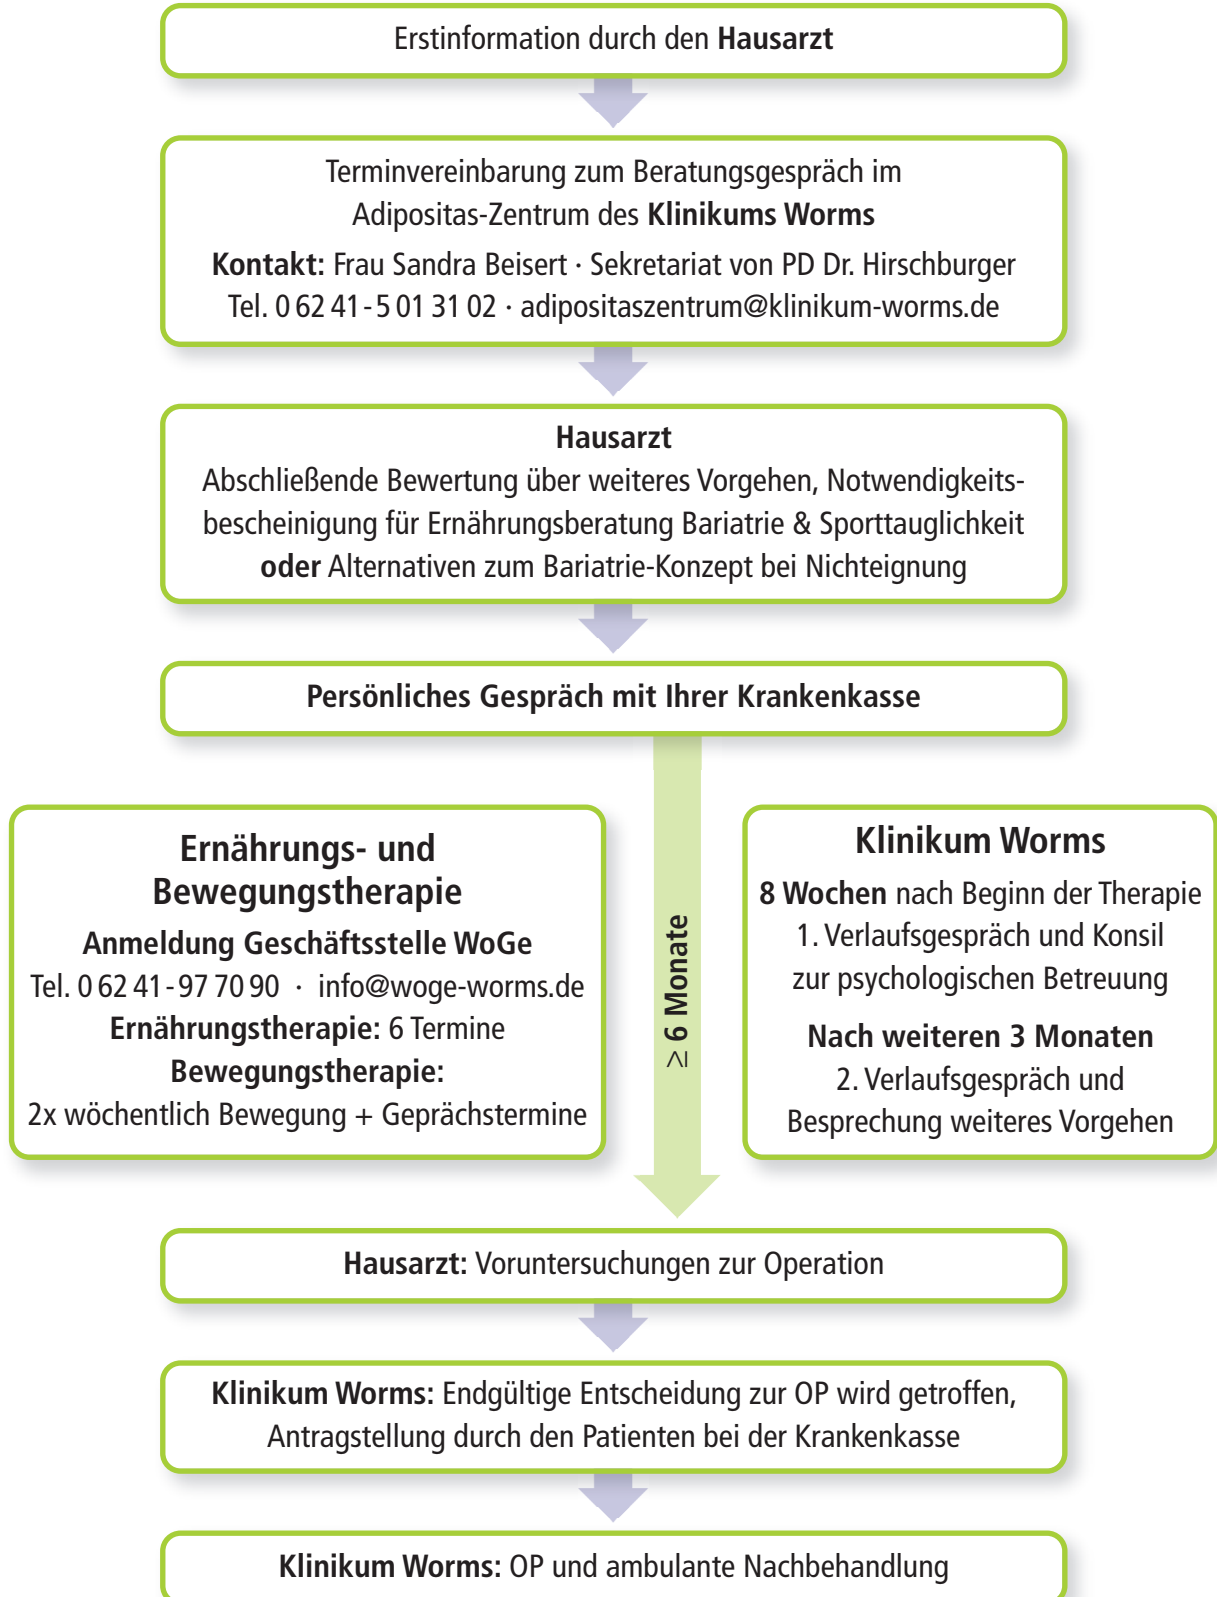 Erstinformation durch den Hausarzt
Terminvereinbarung zum Beratungsgespräch im
Adipositas-Zentrum des Klinikums Worms
Kontakt: Frau Sandra Beisert · Sekretariat von PD Dr. Hirschburger
Tel. 0 62 41 - 5 01 31 02 · adipositaszentrum@klinikum-worms.de
Hausarzt
Abschließende Bewertung über weiteres Vorgehen, Notwendigkeits-
bescheinigung für Ernährungsberatung Bariatrie & Sporttauglichkeit
oder Alternativen zum Bariatrie-Konzept bei Nichteignung
Persönliches Gespräch mit Ihrer Krankenkasse
Ernährungs- und
Bewegungstherapie
Anmeldung Geschäftsstelle WoGe
Tel. 0 62 41 - 97 70 90 · info@woge-worms.de
Ernährungstherapie: 6 Termine
Bewegungstherapie:
2x wöchentlich Bewegung + Geprächstermine
≥ 6 Monate
Klinikum Worms
8 Wochen nach Beginn der Therapie
1. Verlaufsgespräch und Konsil
zur psychologischen Betreuung
Nach weiteren 3 Monaten
2. Verlaufsgespräch und
Besprechung weiteres Vorgehen
Hausarzt: Voruntersuchungen zur Operation
Klinikum Worms: Endgültige Entscheidung zur OP wird getroffen,
Antragstellung durch den Patienten bei der Krankenkasse
Klinikum Worms: OP und ambulante Nachbehandlung